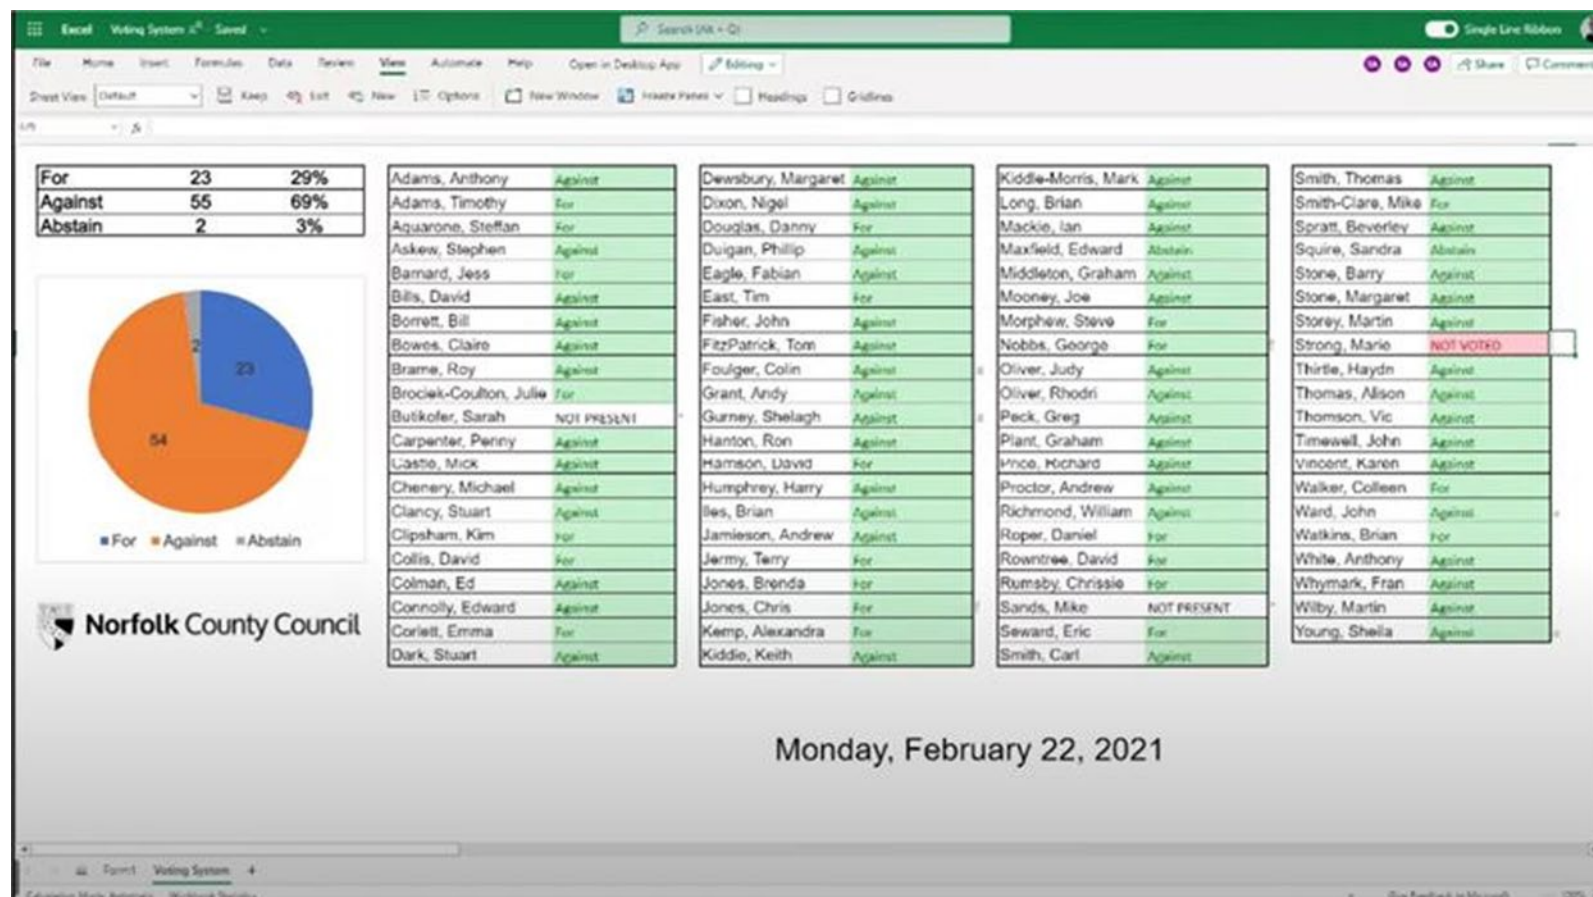 Excel Voting System Saved
Search (Alt + Q)
Single Line Ribbon
File Home Insert Formulas Data Review View Automate Help Open in Desktop App Editing
Share Comment
Sheet View Default Keep Exit New Options New Window Freeze Panes Headings Gridlines
For 23 29%
Against 55 69%
Abstain 2 3%
23
54
2
For Against Abstain
Norfolk County Council
Adams, Anthony Against
Adams, Timothy For
Aquarone, Steffan For
Askew, Stephen Against
Barnard, Jess For
Bills, David Against
Borrett, Bill Against
Bowes, Claire Against
Brame, Roy Against
Brociek-Coulton, Julie For
Butikofer, Sarah NOT PRESENT
Carpenter, Penny Against
Castle, Mick Against
Chenery, Michael Against
Clancy, Stuart Against
Clipsham, Kim For
Collis, David For
Colman, Ed Against
Connolly, Edward Against
Corlett, Emma For
Dark, Stuart Against
Dewsbury, Margaret Against
Dixon, Nigel Against
Douglas, Danny For
Duigan, Phillip Against
Eagle, Fabian Against
East, Tim For
Fisher, John Against
FitzPatrick, Tom Against
Foulger, Colin Against
Grant, Andy Against
Gurney, Shelagh Against
Hanton, Ron Against
Harrison, David For
Humphrey, Harry Against
Iles, Brian Against
Jamieson, Andrew Against
Jermy, Terry For
Jones, Brenda For
Jones, Chris For
Kemp, Alexandra For
Kiddie, Keith Against
Kiddle-Morris, Mark Against
Long, Brian Against
Mackie, Ian Against
Maxfield, Edward Abstain
Middleton, Graham Against
Mooney, Joe Against
Morphew, Steve For
Nobbs, George For
Oliver, Judy Against
Oliver, Rhodri Against
Peck, Greg Against
Plant, Graham Against
Price, Richard Against
Proctor, Andrew Against
Richmond, William Against
Roper, Daniel For
Rowntree, David For
Rumsby, Chrissie For
Sands, Mike NOT PRESENT
Seward, Eric For
Smith, Carl Against
Smith, Thomas Against
Smith-Clare, Mike For
Spratt, Beverley Against
Squire, Sandra Abstain
Stone, Barry Against
Stone, Margaret Against
Storey, Martin Against
Strong, Marie NOT VOTED
Thirtle, Haydn Against
Thomas, Alison Against
Thomson, Vic Against
Timewell, John Against
Vincent, Karen Against
Walker, Colleen For
Ward, John Against
Watkins, Brian For
White, Anthony Against
Whymark, Fran Against
Wilby, Martin Against
Young, Sheila Against
Monday, February 22, 2021
Form1 Voting System +